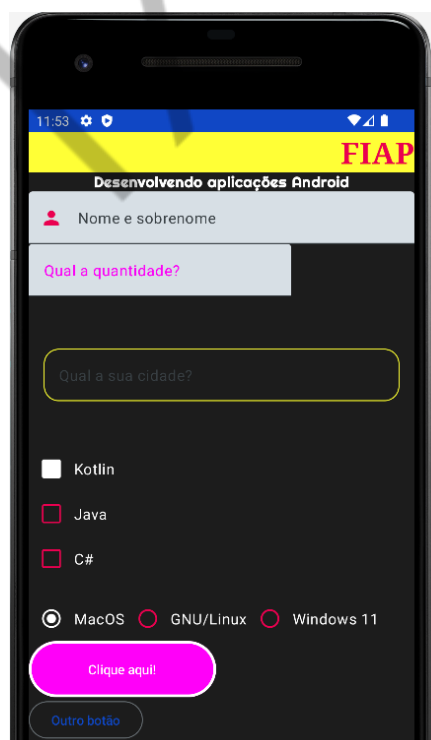 11:53
FIAP
Desenvolvendo aplicações Android
Nome e sobrenome
Qual a quantidade?
Qual a sua cidade?
Kotlin
Java
C#
MacOS GNU/Linux Windows 11
Clique aqui!
Outro botão